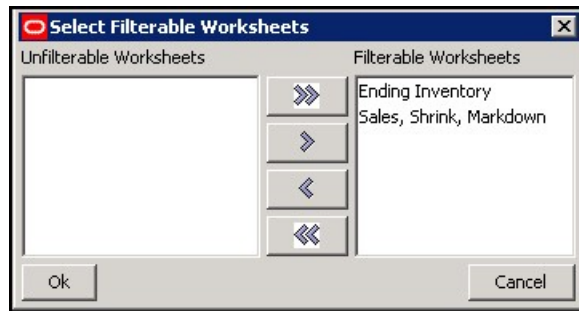 Select Filterable Worksheets
Unfilterable Worksheets
Filterable Worksheets
Ending Inventory
Sales, Shrink, Markdown
Ok
Cancel